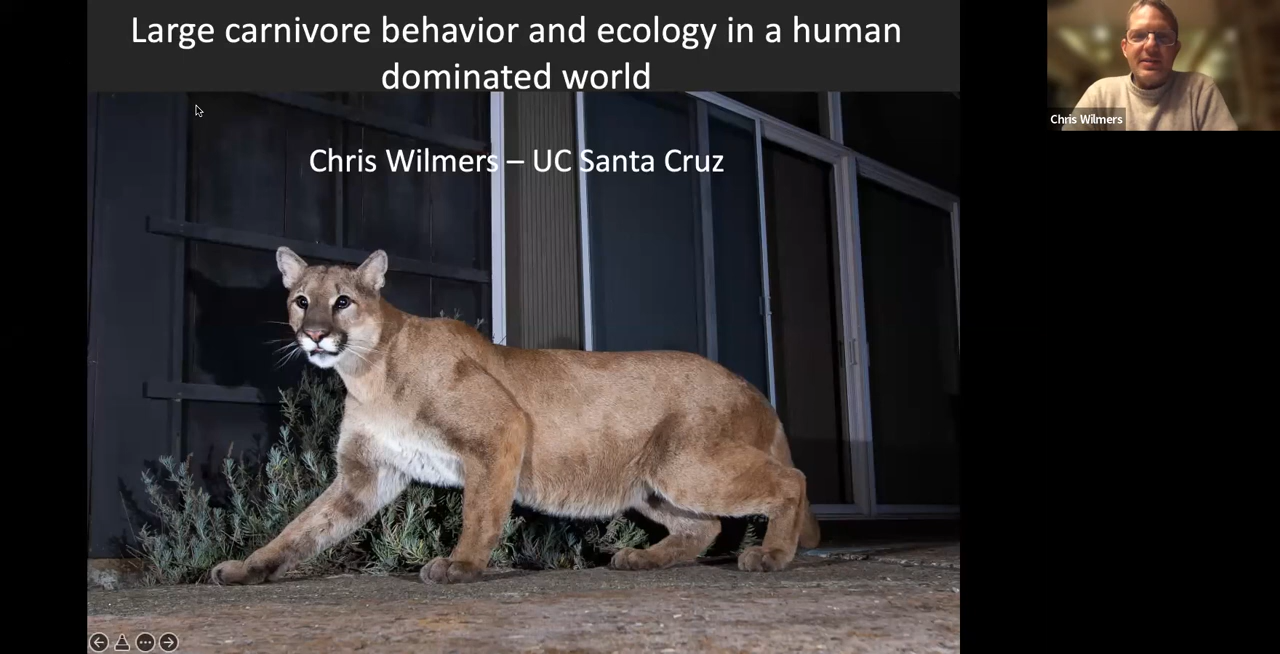 Large carnivore behavior and ecology in a human
dominated world
Chris Wilmers – UC Santa Cruz
Chris Wilmers